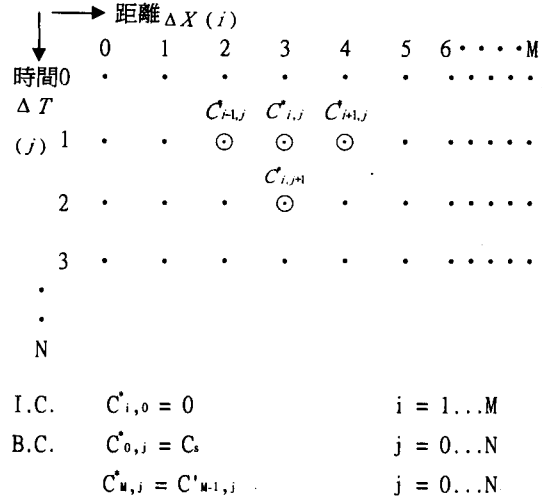 距離 ΔX (i)
0 1 2 3 4 5 6 · · · · M
時間0 · · · · · · · · · · ·
ΔT
(j)
C*i-1,j C*i,j C*i+1,j
1 · · ⊙ ⊙ ⊙ · · · · · ·
C*i,j+1
2 · · · ⊙ · · · · · · ·
3 · · · · · · · · · · ·
·
·
N
I.C. C*i,0 = 0 i = 1...M
B.C. C*0,j = Cs j = 0...N
C*M,j = C'M-1,j j = 0...N